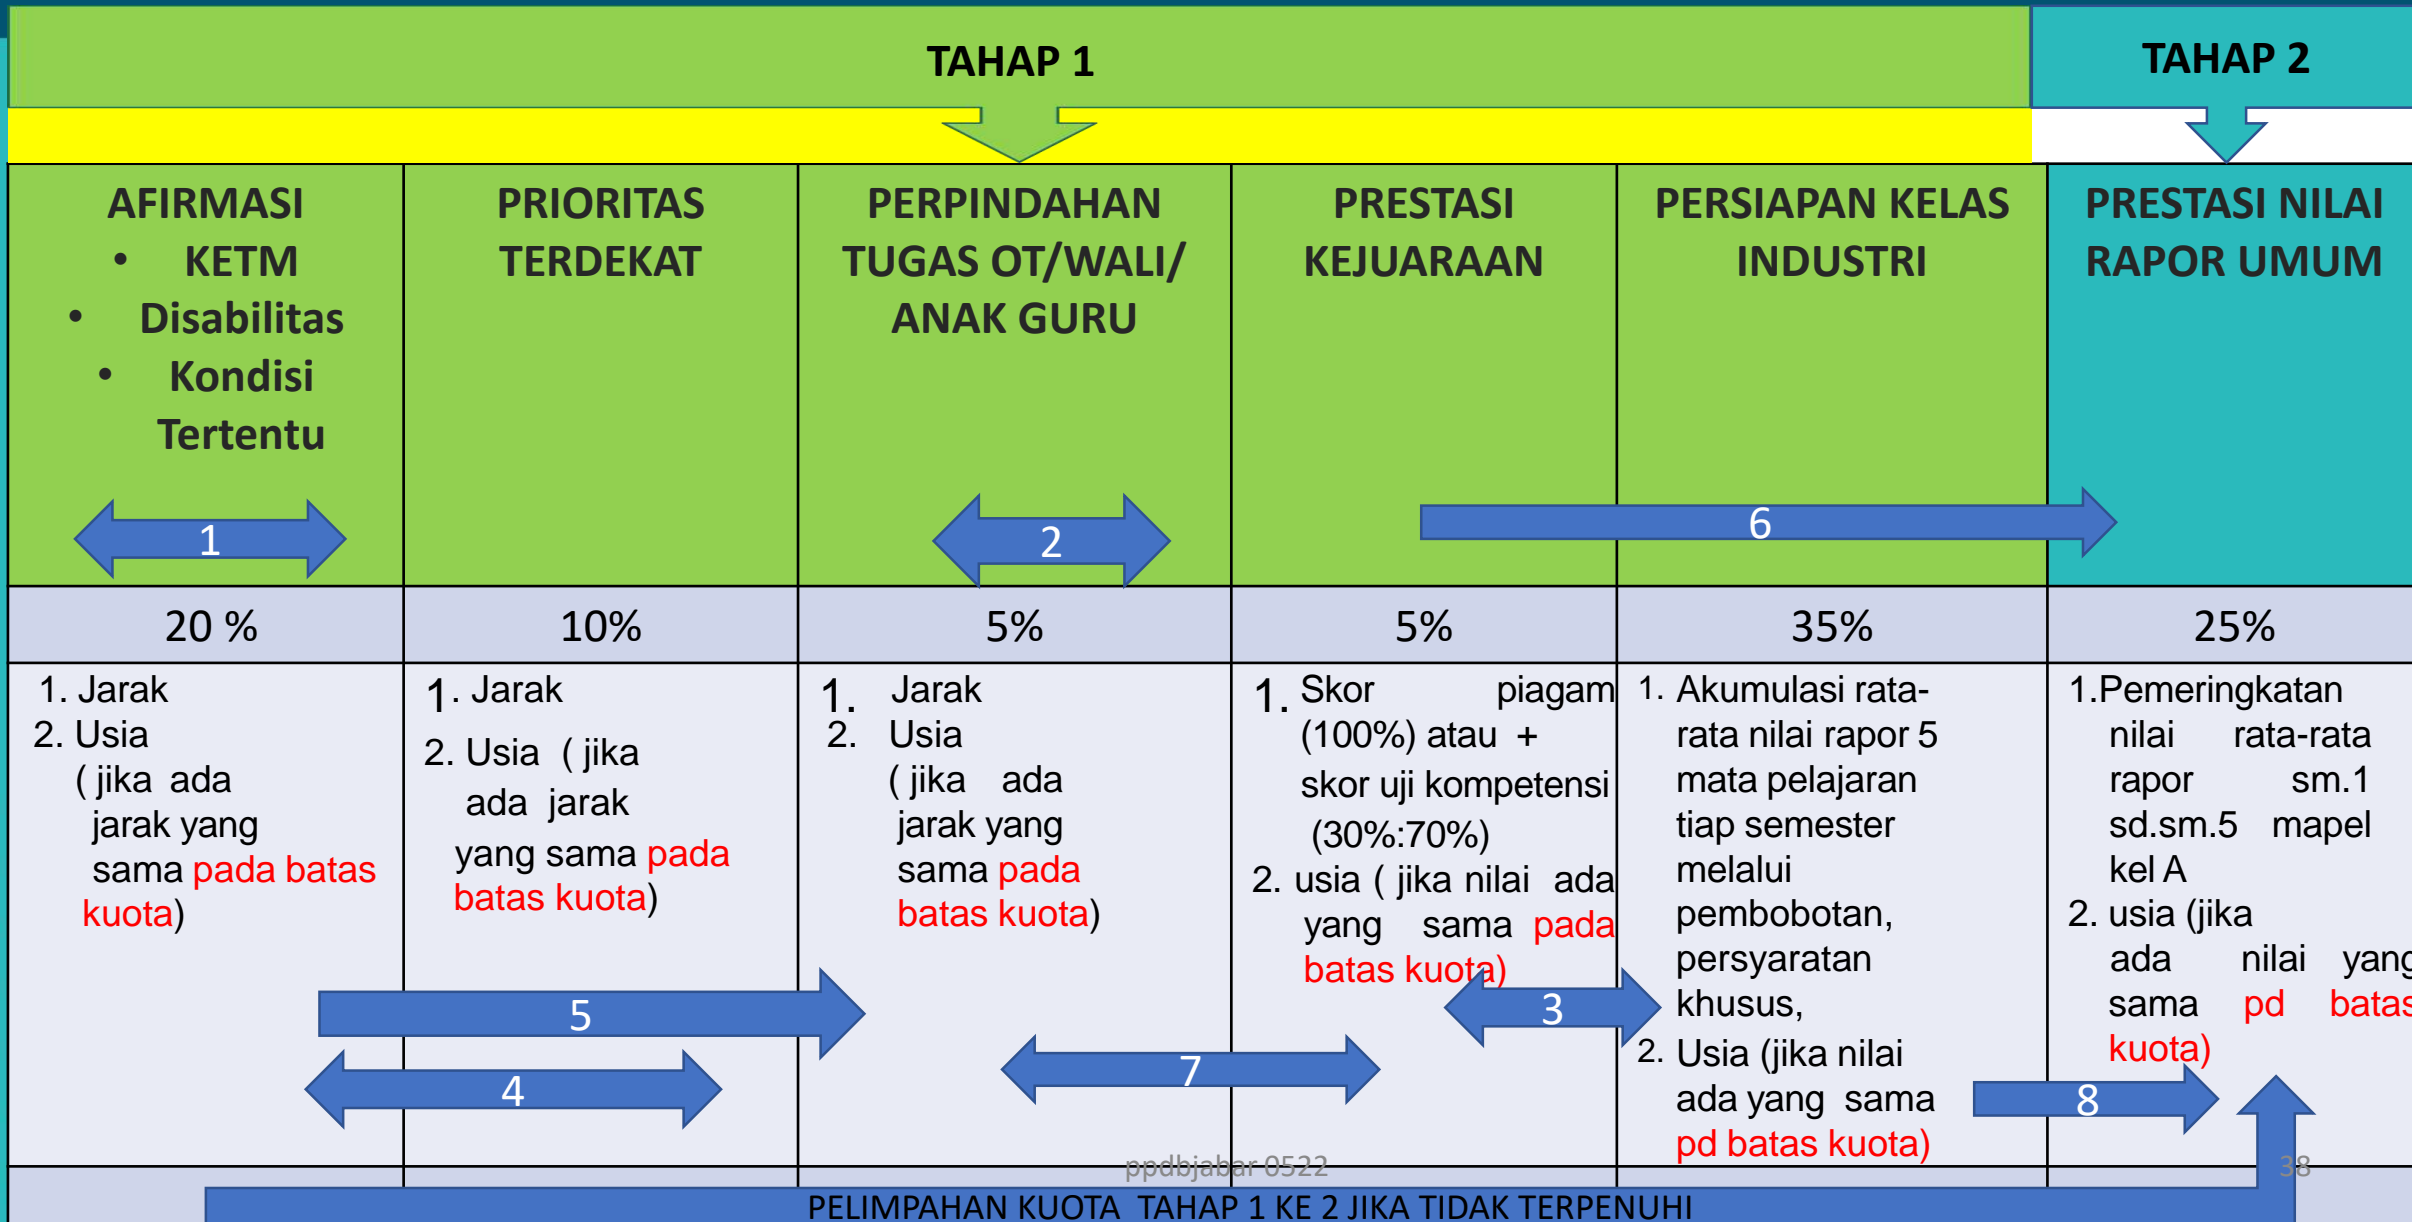 TAHAP 1
TAHAP 2
AFIRMASI
• KETM
• Disabilitas
• Kondisi
Tertentu
1
PRIORITAS
TERDEKAT
PERPINDAHAN
TUGAS OT/WALI/
ANAK GURU
2
PRESTASI
KEJUARAAN
PERSIAPAN KELAS
INDUSTRI
6
PRESTASI NILAI
RAPOR UMUM
20 %
10%
5%
5%
35%
25%
1. Jarak
2. Usia
( jika ada
jarak yang
sama pada batas
kuota)
1. Jarak
2. Usia ( jika
ada jarak
yang sama pada
batas kuota)
1. Jarak
2. Usia
( jika ada
jarak yang
sama pada
batas kuota)
1. Skor piagam
(100%) atau +
skor uji kompetensi
(30%:70%)
2. usia ( jika nilai ada
yang sama pada
batas kuota)
1. Akumulasi rata-
rata nilai rapor 5
mata pelajaran
tiap semester
melalui
pembobotan,
persyaratan
khusus,
2. Usia (jika nilai
ada yang sama
pd batas kuota)
1.Pemeringkatan
nilai rata-rata
rapor sm.1
sd.sm.5 mapel
kel A
2. usia (jika
ada nilai yang
sama pd batas
kuota)
5
3
4
7
8
ppdbjabar 0522
38
PELIMPAHAN KUOTA TAHAP 1 KE 2 JIKA TIDAK TERPENUHI